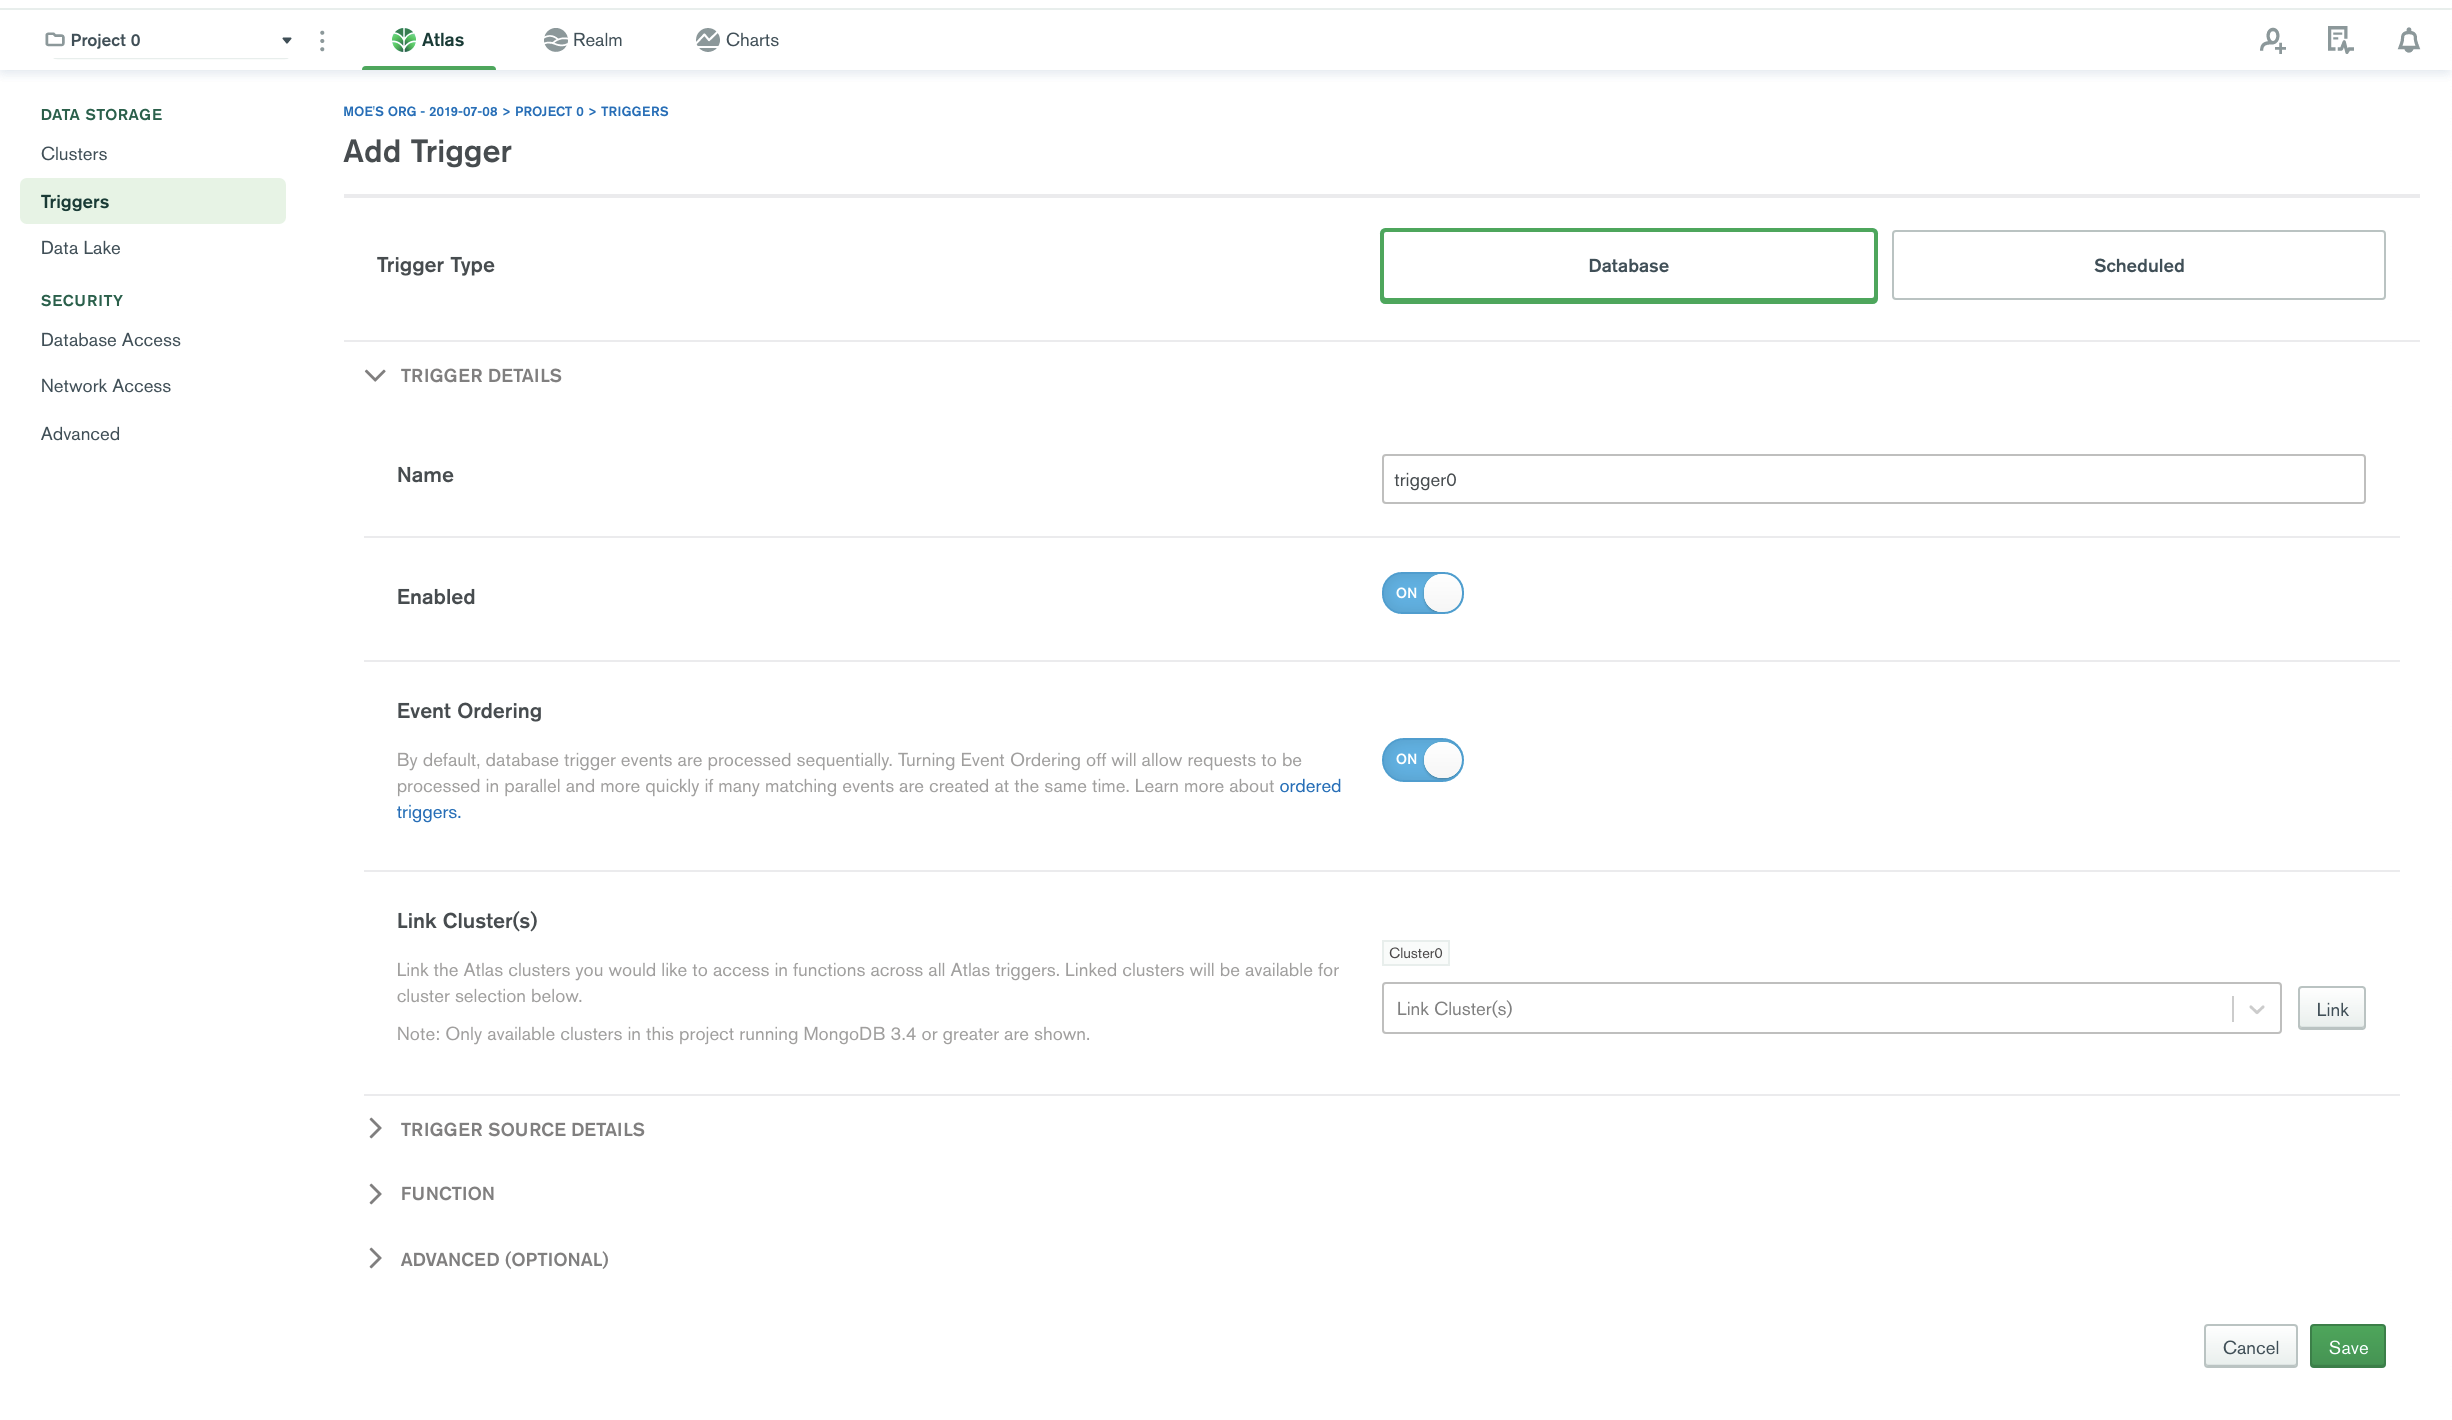 Project 0
Atlas
Realm
Charts
DATA STORAGE
Clusters
Triggers
Data Lake
SECURITY
Database Access
Network Access
Advanced
MOE'S ORG - 2019-07-08 > PROJECT 0 > TRIGGERS
Add Trigger
Trigger Type
Database
Scheduled
TRIGGER DETAILS
Name
trigger0
Enabled
ON
Event Ordering
By default, database trigger events are processed sequentially. Turning Event Ordering off will allow requests to be
processed in parallel and more quickly if many matching events are created at the same time. Learn more about ordered
triggers.
ON
Link Cluster(s)
Link the Atlas clusters you would like to access in functions across all Atlas triggers. Linked clusters will be available for
cluster selection below.
Note: Only available clusters in this project running MongoDB 3.4 or greater are shown.
Cluster0
Link Cluster(s)
Link
TRIGGER SOURCE DETAILS
FUNCTION
ADVANCED (OPTIONAL)
Cancel
Save